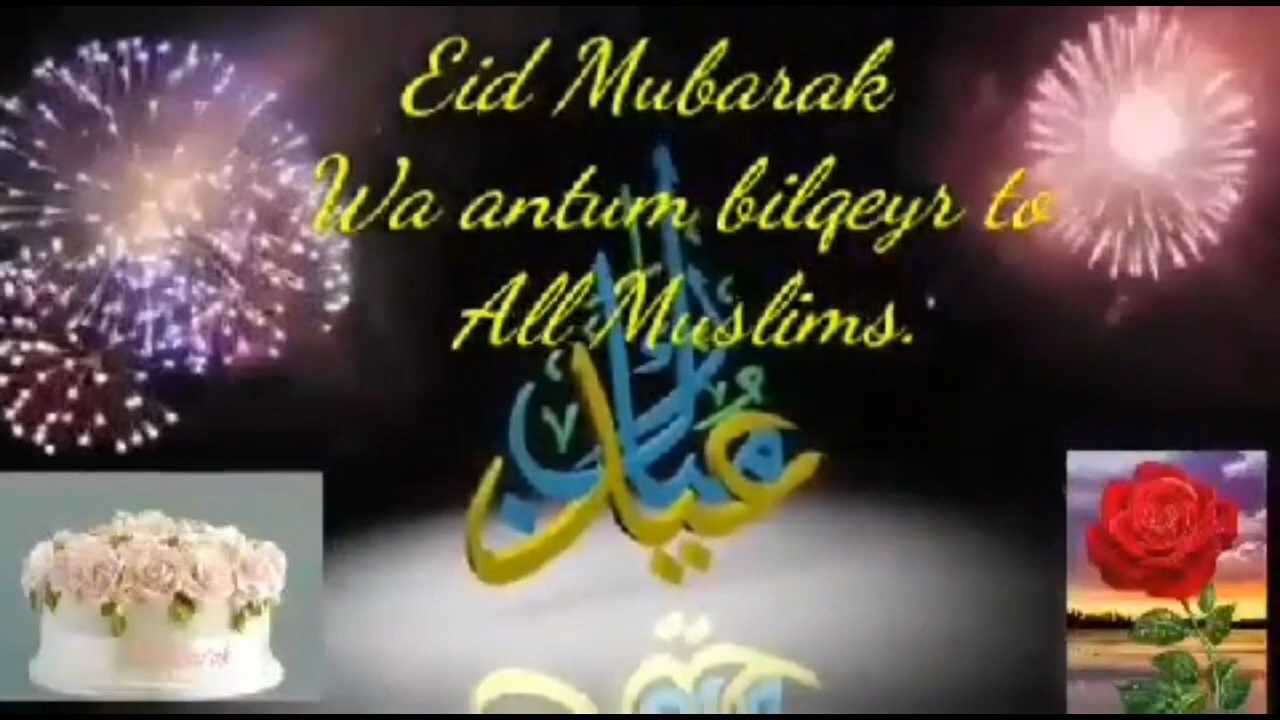 Eid Mubarak
Wa antum bilqeyr to
All Muslims.
عيد
مبارك